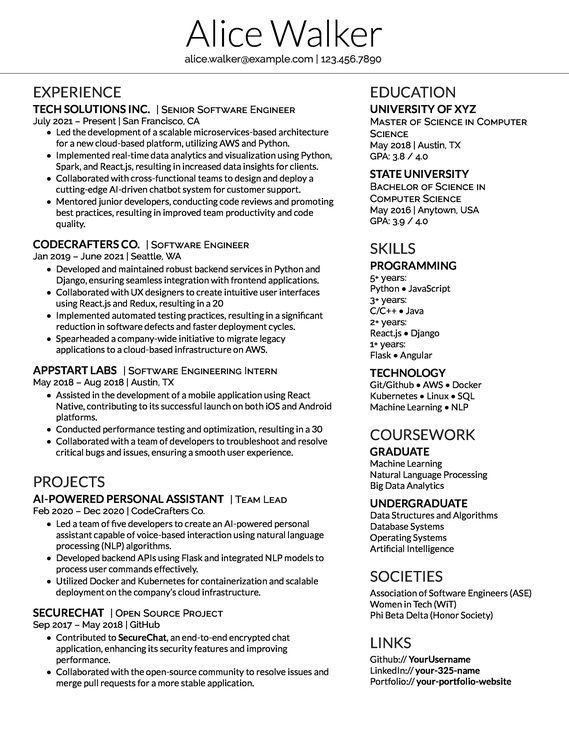 Alice Walker
alice.walker@example.com | 123.456.7890
EXPERIENCE
TECH SOLUTIONS INC. | Senior Software Engineer
July 2021 – Present | San Francisco, CA
• Led the development of a scalable microservices-based architecture
for a new cloud-based platform, utilizing AWS and Python.
• Implemented real-time data analytics and visualization using Python,
Spark, and React.js, resulting in increased data insights for clients.
• Collaborated with cross-functional teams to design and deploy a
cutting-edge AI-driven chatbot system for customer support.
• Mentored junior developers, conducting code reviews and promoting
best practices, resulting in improved team productivity and code
quality.
CODECRAFTERS CO. | Software Engineer
Jan 2019 – June 2021 | Seattle, WA
• Developed and maintained robust backend services in Python and
Django, ensuring seamless integration with frontend applications.
• Collaborated with UX designers to create intuitive user interfaces
using React.js and Redux, resulting in a 20
• Implemented automated testing practices, resulting in a significant
reduction in software defects and faster deployment cycles.
• Spearheaded a company-wide initiative to migrate legacy
applications to a cloud-based infrastructure on AWS.
APPSTART LABS | Software Engineering Intern
May 2018 – Aug 2018 | Austin, TX
• Assisted in the development of a mobile application using React
Native, contributing to its successful launch on both iOS and Android
platforms.
• Conducted performance testing and optimization, resulting in a 30
• Collaborated with a team of developers to troubleshoot and resolve
critical bugs and issues, ensuring a smooth user experience.
PROJECTS
AI-POWERED PERSONAL ASSISTANT | Team Lead
Feb 2020 – Dec 2020 | CodeCrafters Co.
• Led a team of five developers to create an AI-powered personal
assistant capable of voice-based interaction using natural language
processing (NLP) algorithms.
• Developed backend APIs using Flask and integrated NLP models to
process user commands effectively.
• Utilized Docker and Kubernetes for containerization and scalable
deployment on the company's cloud infrastructure.
SECURECHAT | Open Source Project
Sep 2017 – May 2018 | GitHub
• Contributed to SecureChat, an end-to-end encrypted chat
application, enhancing its security features and improving
performance.
• Collaborated with the open-source community to resolve issues and
merge pull requests for a more stable application.
EDUCATION
UNIVERSITY OF XYZ
Master of Science in Computer
Science
May 2018 | Austin, TX
GPA: 3.8 / 4.0
STATE UNIVERSITY
Bachelor of Science in
Computer Science
May 2016 | Anytown, USA
GPA: 3.9 / 4.0
SKILLS
PROGRAMMING
5+ years:
Python • JavaScript
3+ years:
C/C++ • Java
2+ years:
React.js • Django
1+ years:
Flask • Angular
TECHNOLOGY
Git/Github • AWS • Docker
Kubernetes • Linux • SQL
Machine Learning • NLP
COURSEWORK
GRADUATE
Machine Learning
Natural Language Processing
Big Data Analytics
UNDERGRADUATE
Data Structures and Algorithms
Database Systems
Operating Systems
Artificial Intelligence
SOCIETIES
Association of Software Engineers (ASE)
Women in Tech (WiT)
Phi Beta Delta (Honor Society)
LINKS
Github:// YourUsername
LinkedIn:// your-325-name
Portfolio:// your-portfolio-website